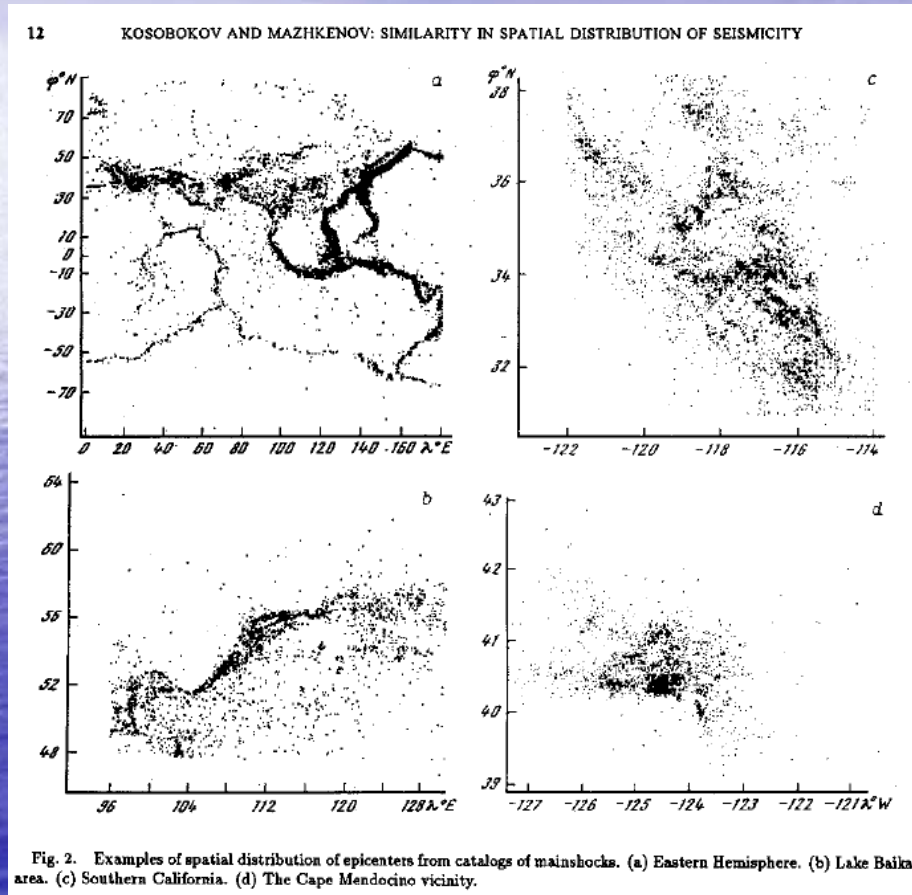 12 KOSOBOKOV AND MAZHKENOV: SIMILARITY IN SPATIAL DISTRIBUTION OF SEISMICITY
φ°N
a
70
50
30
10
0
-10
-30
-50
-70
0 20 40 60 80 100 120 140 160 λ°E
φ°N
c
38
36
34
32
-122 -120 -118 -116 -114
b
64
60
56
52
48
96 104 112 120 128 λ°E
d
43
42
41
40
39
-127 -126 -125 -124 -123 -122 -121 λ°W
Fig. 2. Examples of spatial distribution of epicenters from catalogs of mainshocks. (a) Eastern Hemisphere. (b) Lake Baika
area. (c) Southern California. (d) The Cape Mendocino vicinity.